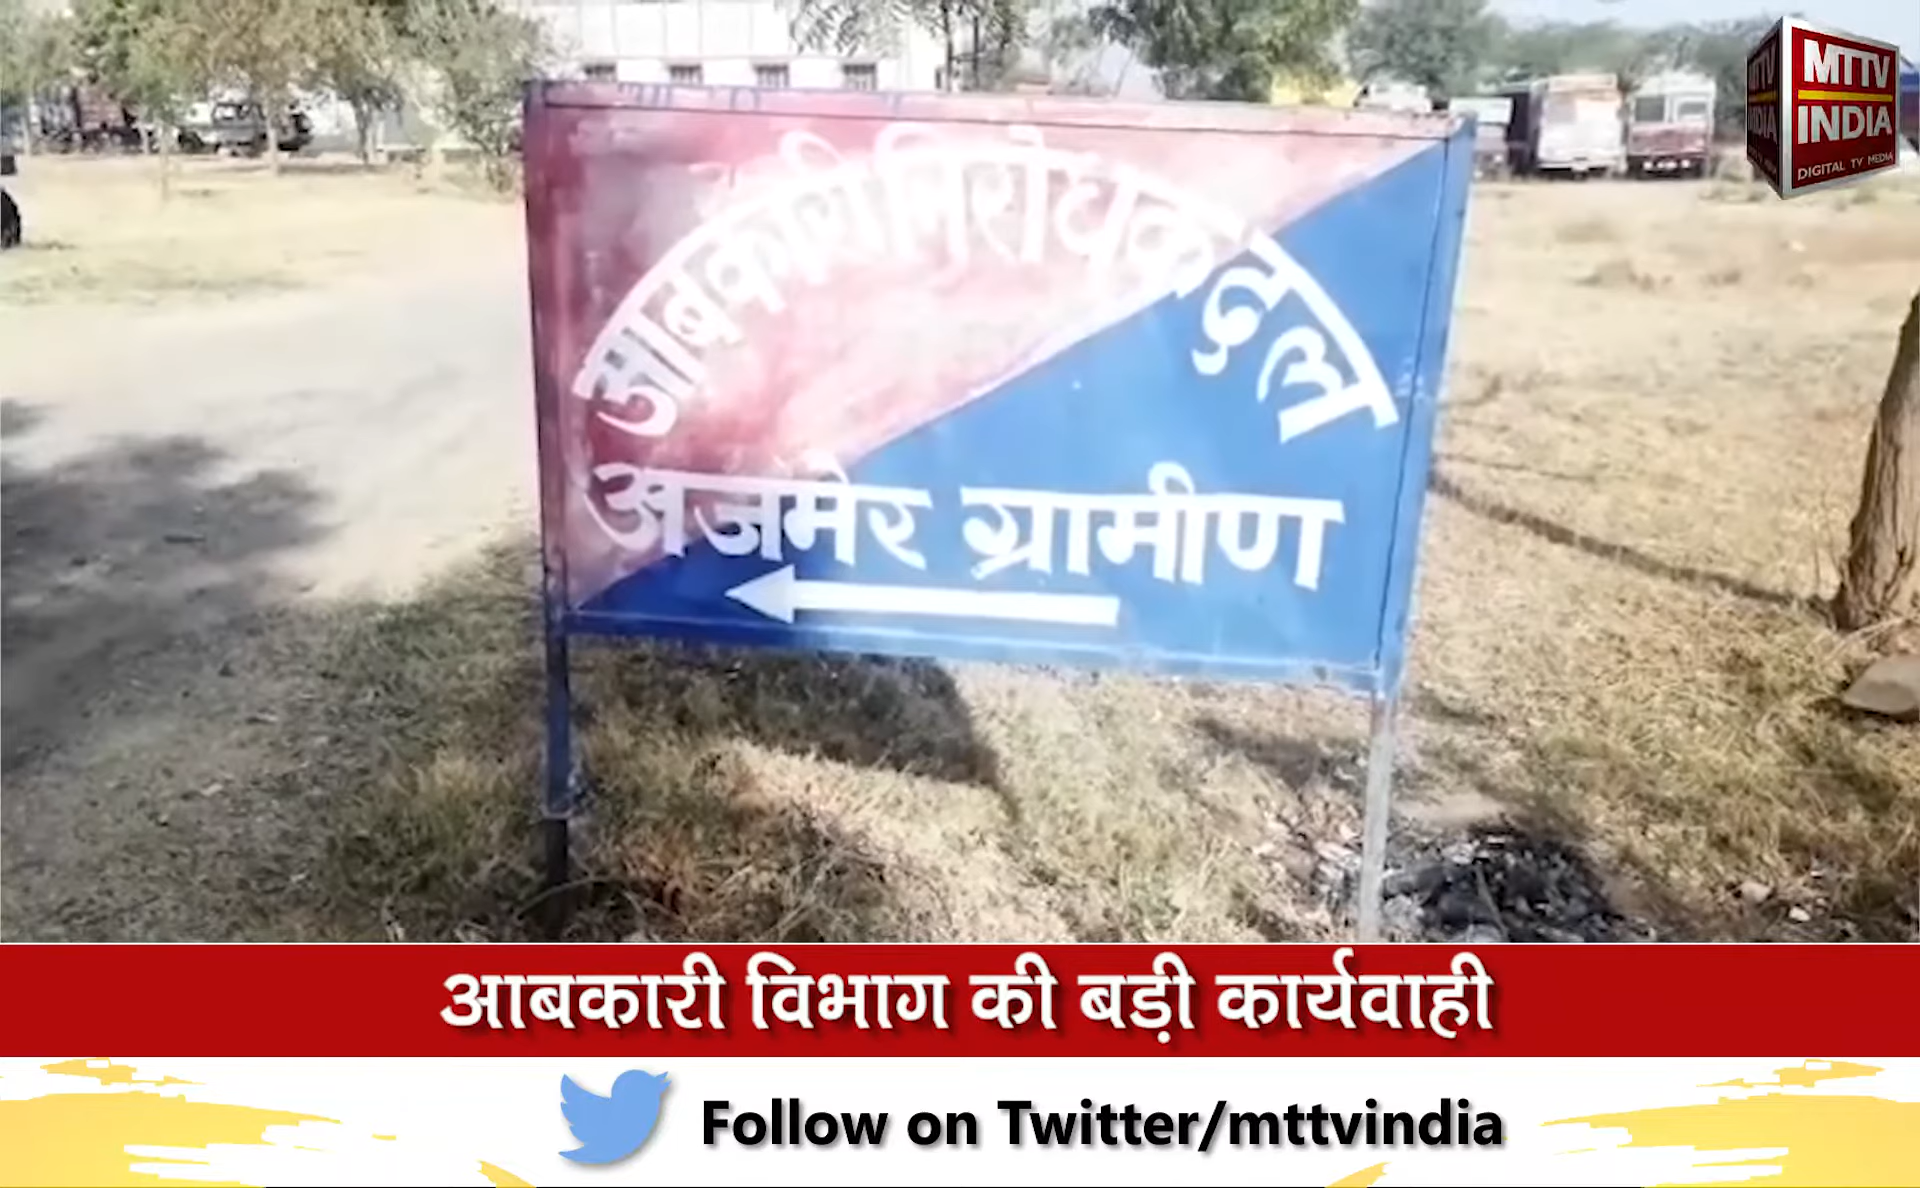 MTTV
INDIA
DIGITAL TV MEDIA
आबकारी निरोधक दल
अजमेर ग्रामीण
आबकारी विभाग की बड़ी कार्यवाही
Follow on Twitter/mttvindia